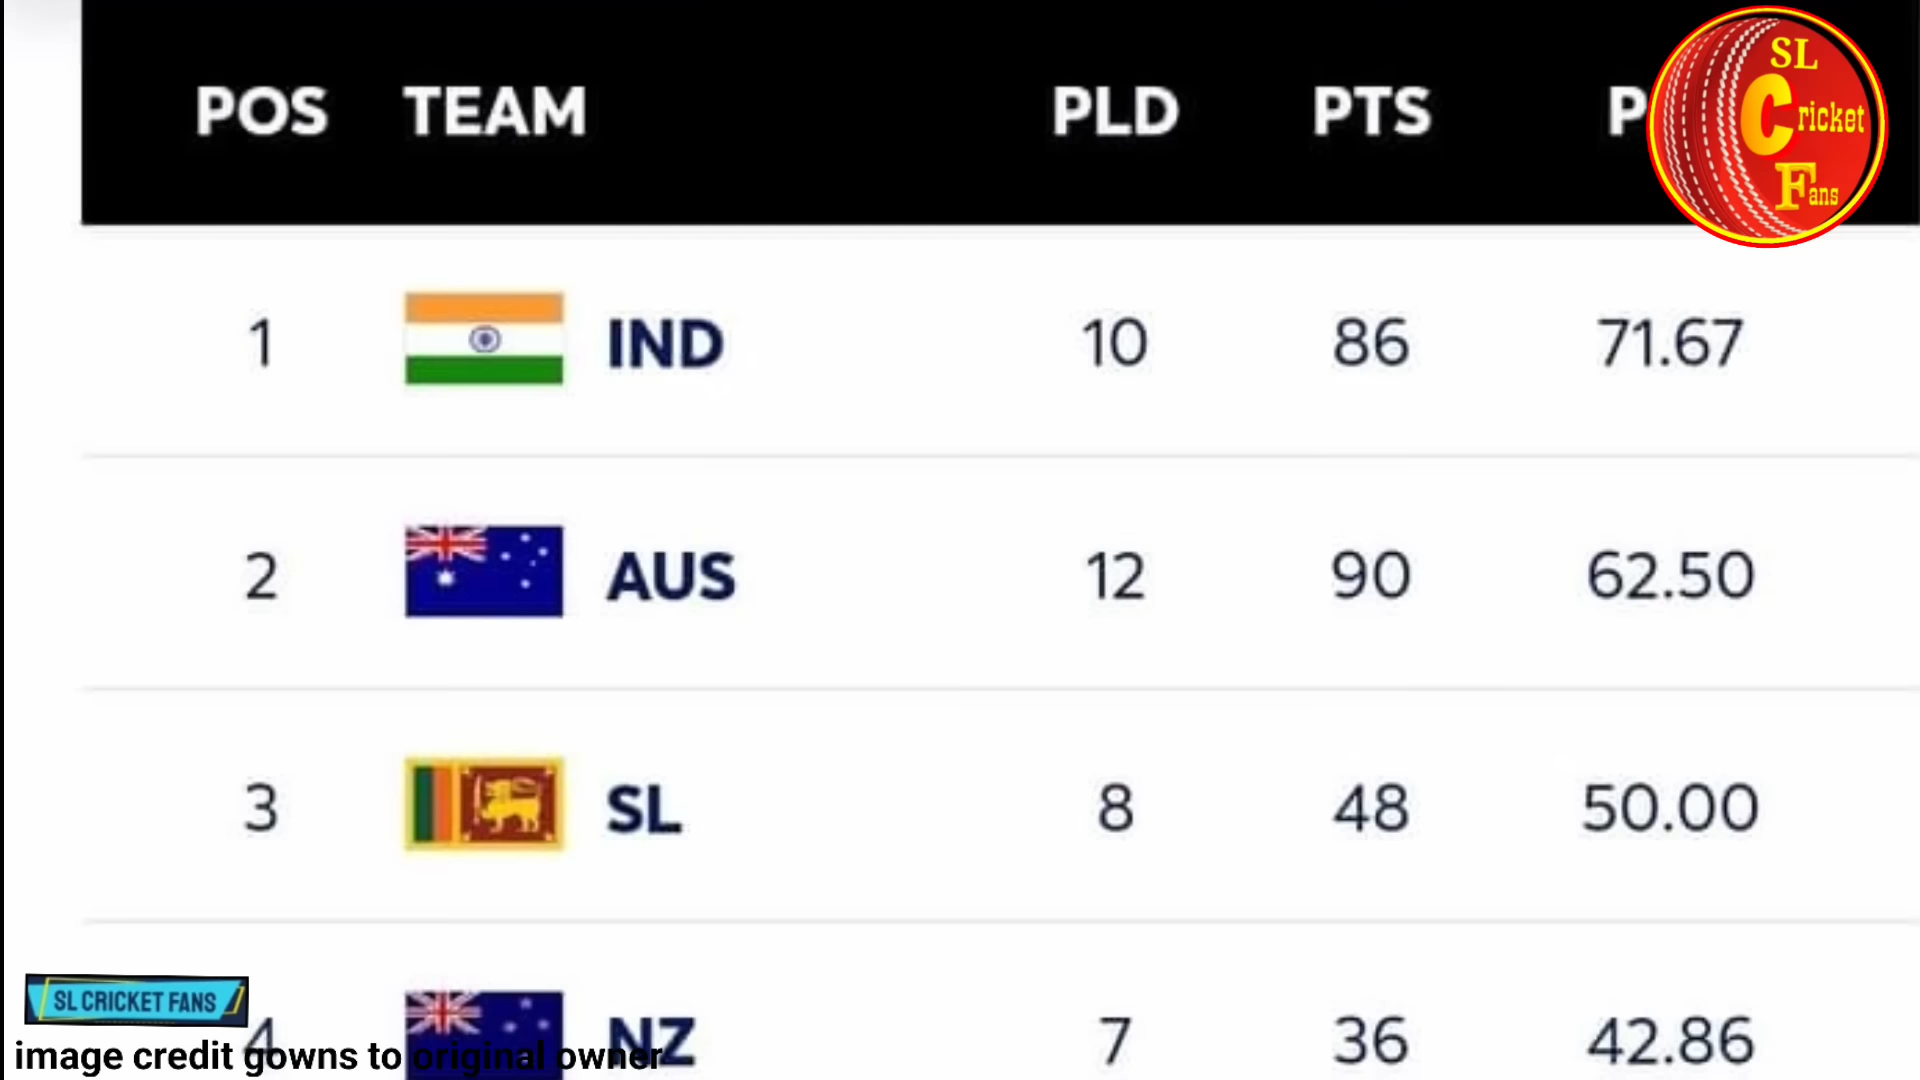 POS TEAM PLD PTS P
SL
Cricket
Fans
1 IND 10 86 71.67
2 AUS 12 90 62.50
3 SL 8 48 50.00
SL CRICKET FANS
4 NZ 7 36 42.86
image credit gowns to original owner